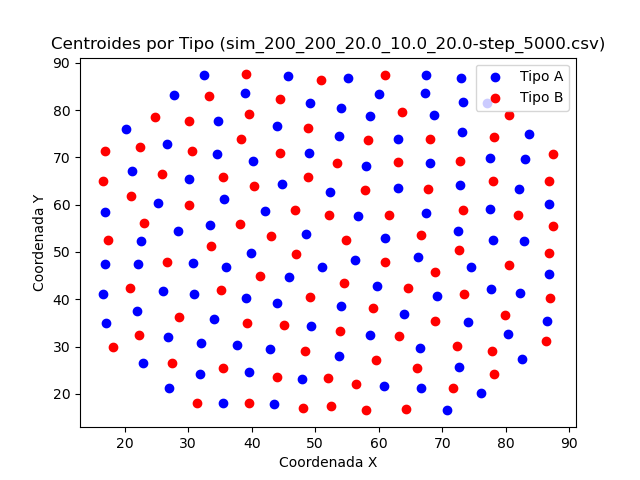 Centroides por Tipo (sim_200_200_20.0_10.0_20.0-step_5000.csv)
Tipo A
Tipo B
Coordenada Y
90
80
70
60
50
40
30
20
20 30 40 50 60 70 80 90
Coordenada X